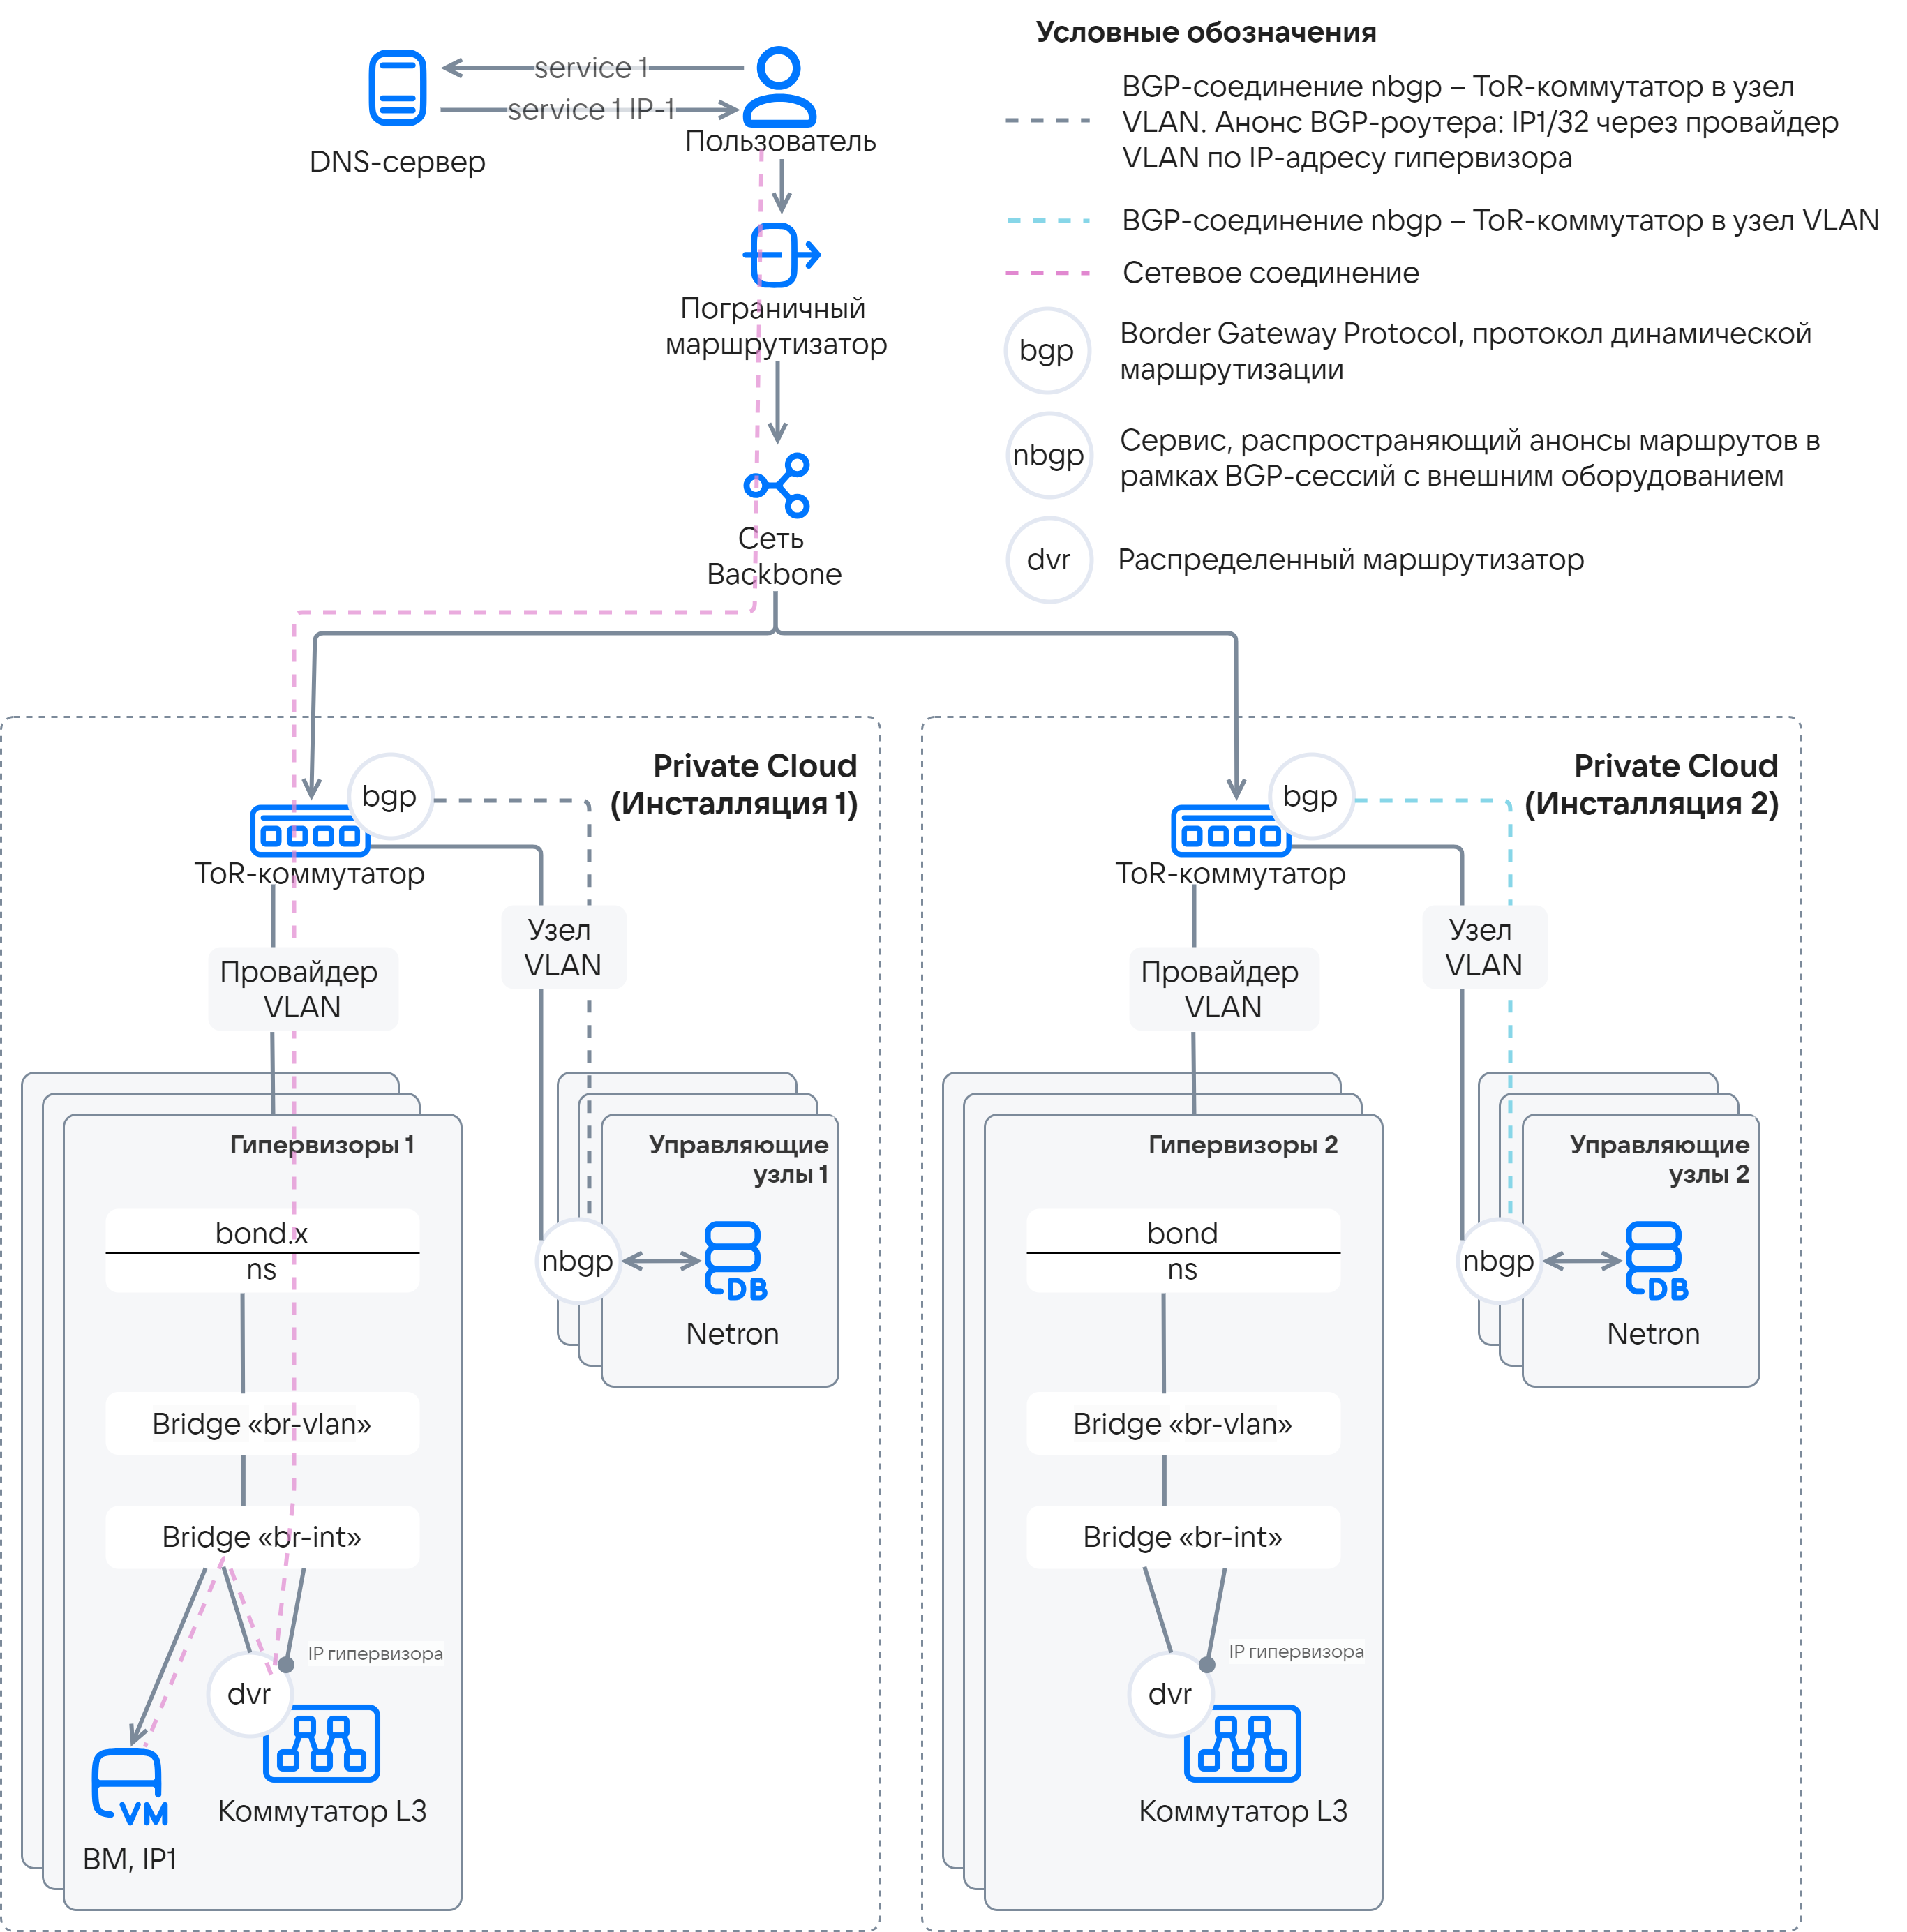 service 1
service 1 IP-1
DNS-сервер
Пользователь
Пограничный
маршрутизатор
Сеть
Backbone
Условные обозначения
BGP-соединение nbgp – ToR-коммутатор в узел
VLAN. Анонс BGP-роутера: IP1/32 через провайдер
VLAN по IP-адресу гипервизора
BGP-соединение nbgp – ToR-коммутатор в узел VLAN
Сетевое соединение
bgp
Border Gateway Protocol, протокол динамической
маршрутизации
nbgp
Сервис, распространяющий анонсы маршрутов в
рамках BGP-сессий с внешним оборудованием
dvr
Распределенный маршрутизатор
Private Cloud
(Инсталляция 1)
bgp
ToR-коммутатор
Узел
VLAN
Провайдер
VLAN
Гипервизоры 1
bond.x
ns
Bridge «br-vlan»
Bridge «br-int»
IP гипервизора
dvr
Коммутатор L3
VM
ВМ, IP1
Управляющие
узлы 1
nbgp
DB
Netron
Private Cloud
(Инсталляция 2)
bgp
ToR-коммутатор
Узел
VLAN
Провайдер
VLAN
Гипервизоры 2
bond
ns
Bridge «br-vlan»
Bridge «br-int»
IP гипервизора
dvr
Коммутатор L3
Управляющие
узлы 2
nbgp
DB
Netron